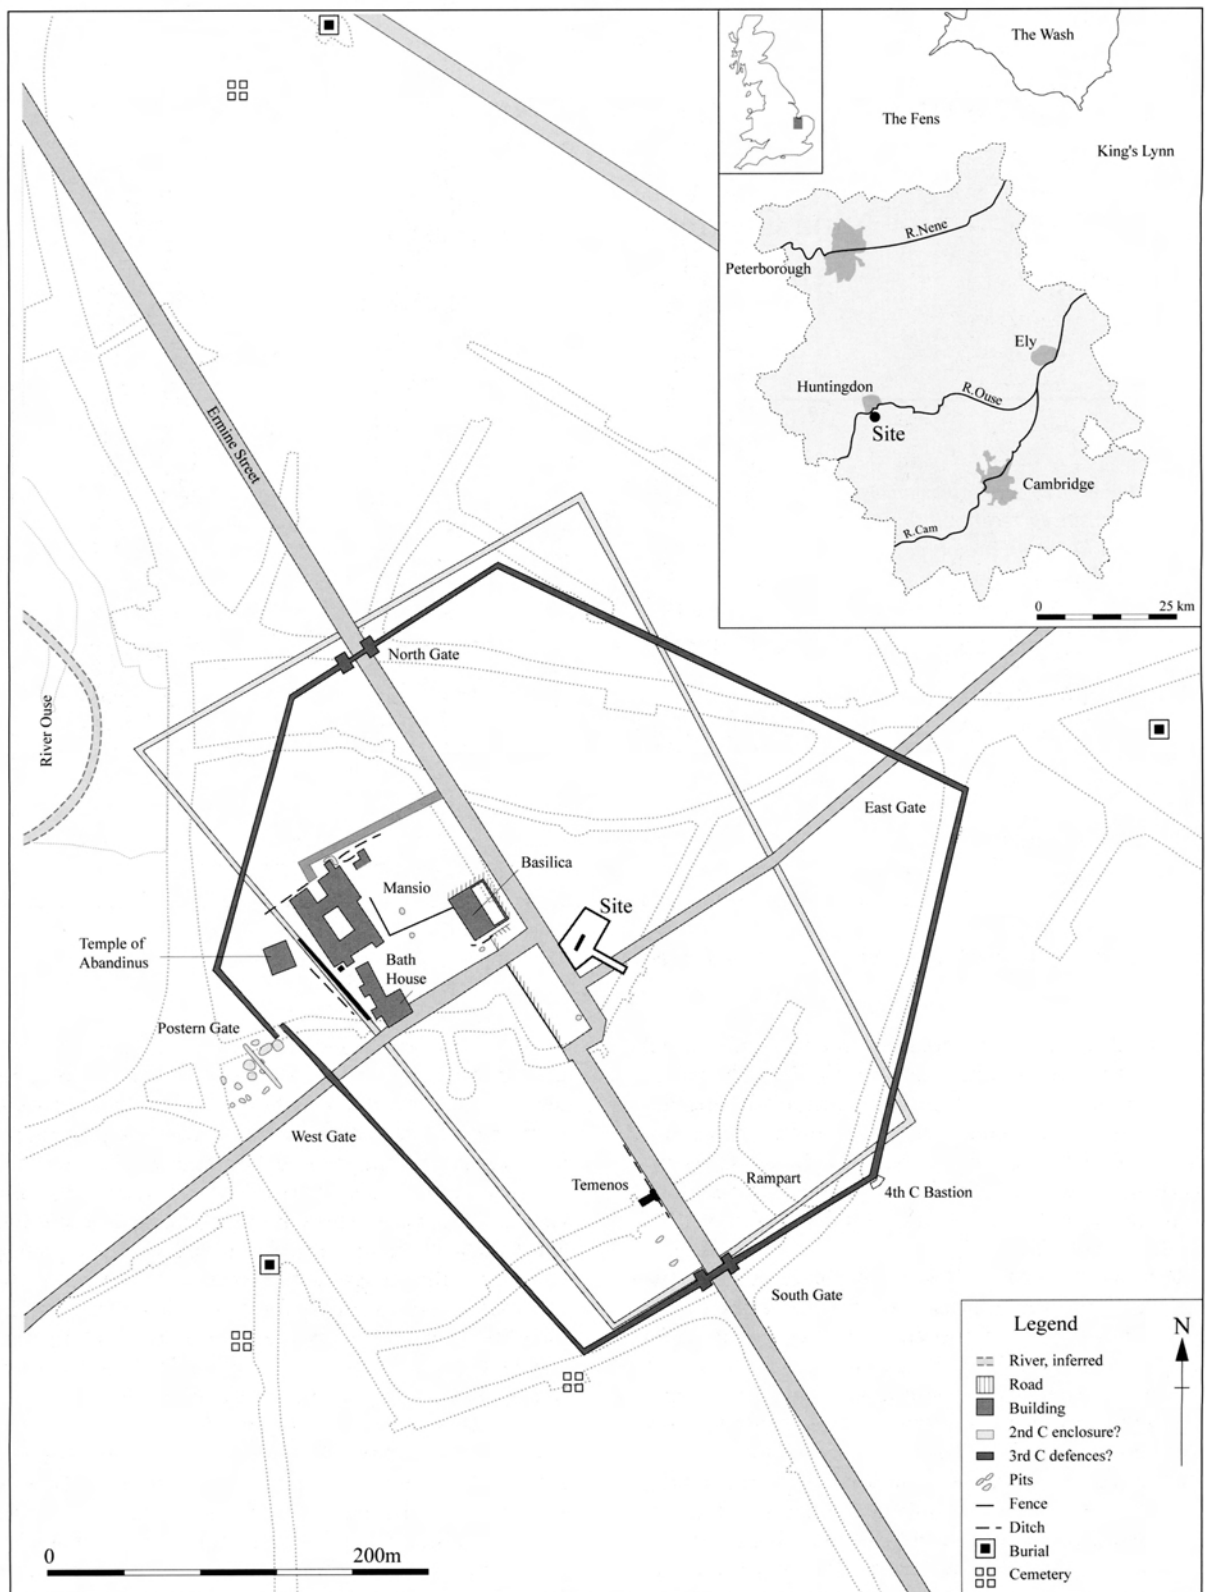 The Wash
The Fens
King's Lynn
R.Nene
Peterborough
Ely
Huntingdon
R.Ouse
Site
Cambridge
R.Cam
0 25 km
Ermine Street
North Gate
River Ouse
East Gate
Basilica
Mansio
Site
Temple of
Abandinus
Bath
House
Postern Gate
West Gate
Temenos
Rampart
4th C Bastion
South Gate
Legend
N
River, inferred
Road
Building
2nd C enclosure?
3rd C defences?
Pits
Fence
Ditch
Burial
Cemetery
0 200m